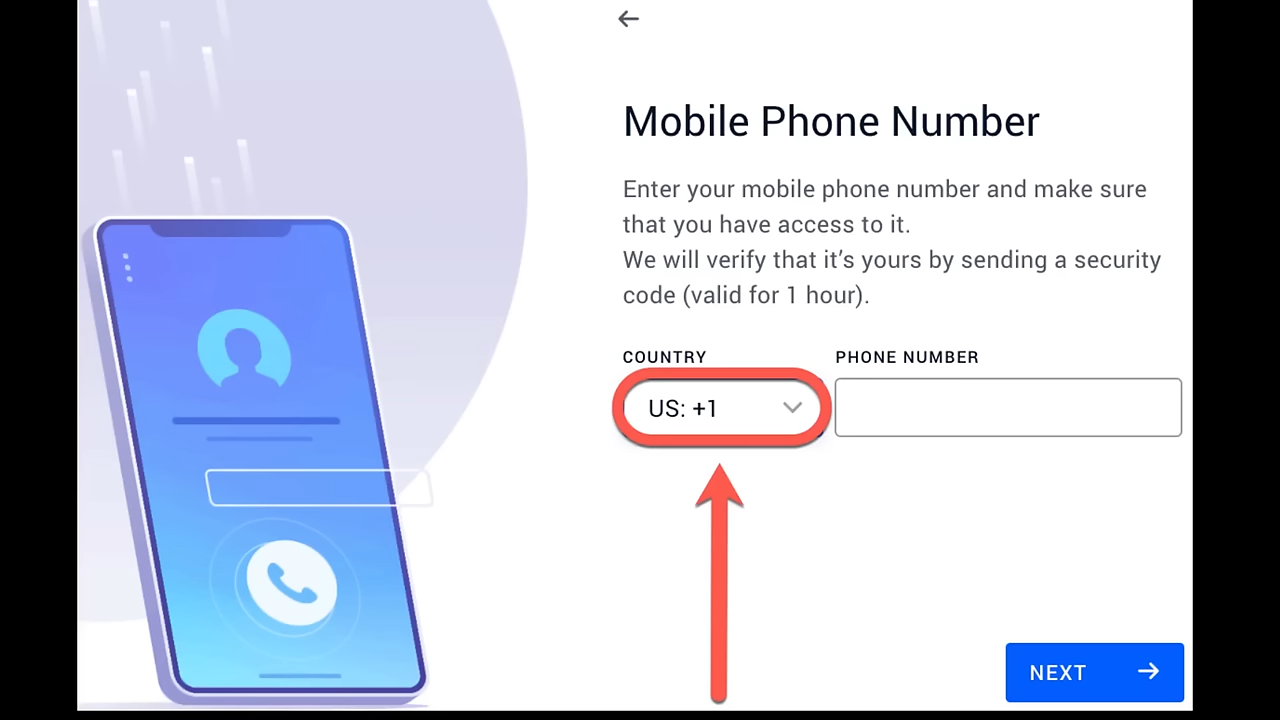 Mobile Phone Number
Enter your mobile phone number and make sure
that you have access to it.
We will verify that it’s yours by sending a security
code (valid for 1 hour).
COUNTRY
PHONE NUMBER
US: +1
NEXT